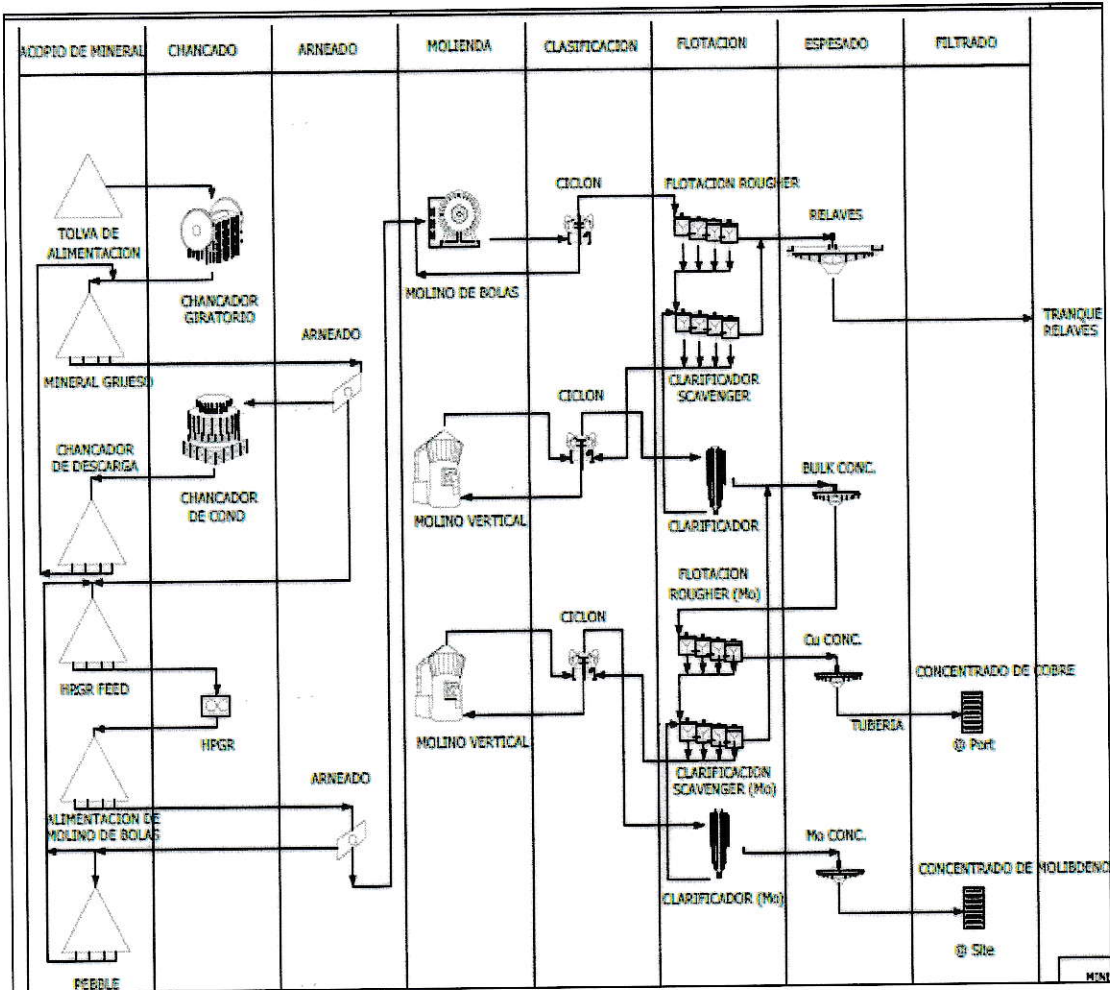 ACOPIO DE MINERAL
CHANCADO
ARNEADO
MOLIENDA
CLASIFICACION
FLOTACION
ESPESADO
FILTRADO
TOLVA DE
ALIMENTACION
CHANCADOR
GIRATORIO
MINERAL GRUESO
ARNEADO
CHANCADOR
DE DESCARGA
CHANCADOR
DE CONO
HPGR FEED
HPGR
ALIMENTACION DE
MOLINO DE BOLAS
ARNEADO
PEBBLE
MOLINO DE BOLAS
CICLON
FLOTACION ROUGHER
RELAVES
TRANQUE
RELAVES
CLARIFICADOR
SCAVENGER
CICLON
MOLINO VERTICAL
CLARIFICADOR
BULK CONC.
FLOTACION
ROUGHER (Mo)
CICLON
MOLINO VERTICAL
Cu CONC.
CONCENTRADO DE COBRE
TUBERIA
@ Port
CLARIFICACION
SCAVENGER (Mo)
Mo CONC.
CONCENTRADO DE MOLIBDENO
CLARIFICADOR (Mo)
@ Site